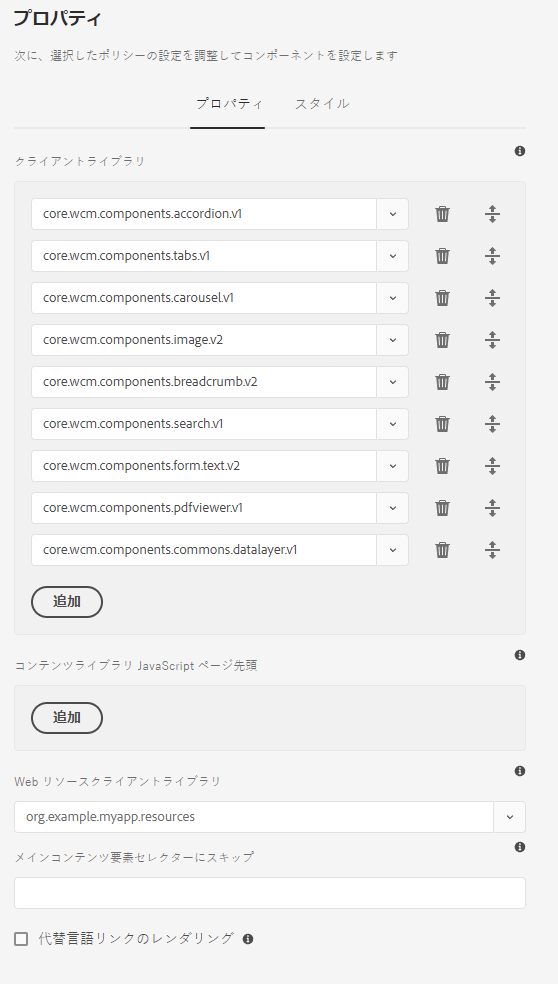 プロパティ
次に、選択したポリシーの設定を調整してコンポーネントを設定します
プロパティ スタイル
クライアントライブラリ
core.wcm.components.accordion.v1
core.wcm.components.tabs.v1
core.wcm.components.carousel.v1
core.wcm.components.image.v2
core.wcm.components.breadcrumb.v2
core.wcm.components.search.v1
core.wcm.components.form.text.v2
core.wcm.components.pdfviewer.v1
core.wcm.components.commons.datalayer.v1
追加
コンテンツライブラリ JavaScript ページ先頭
追加
Web リソースクライアントライブラリ
org.example.myapp.resources
メインコンテンツ要素セレクターにスキップ
代替言語リンクのレンダリング